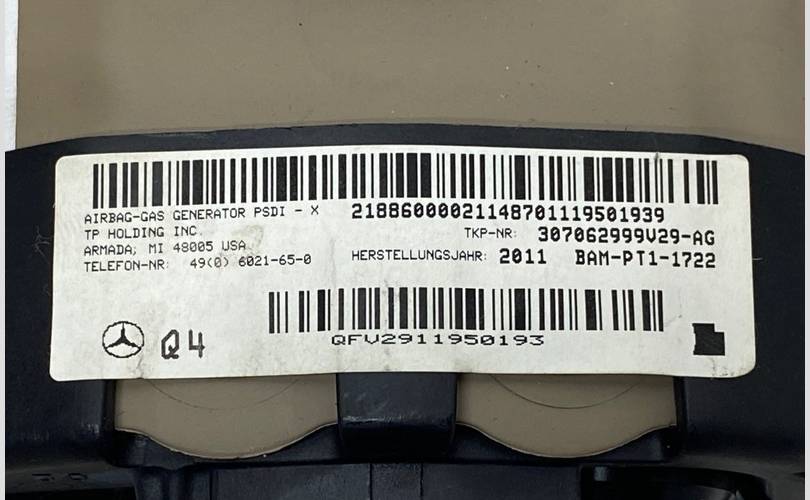 AIRBAG-GAS GENERATOR PSDI - X
21886000021148701119501939
TP HOLDING INC.
TKP-NR: 307062999V29-AG
ARMADA; MI 48005 USA
TELEFON-NR: 49(0) 6021-65-0
HERSTELLUNGSJAHR: 2011 BAM-PT1-1722
Q4
QFV2911950193